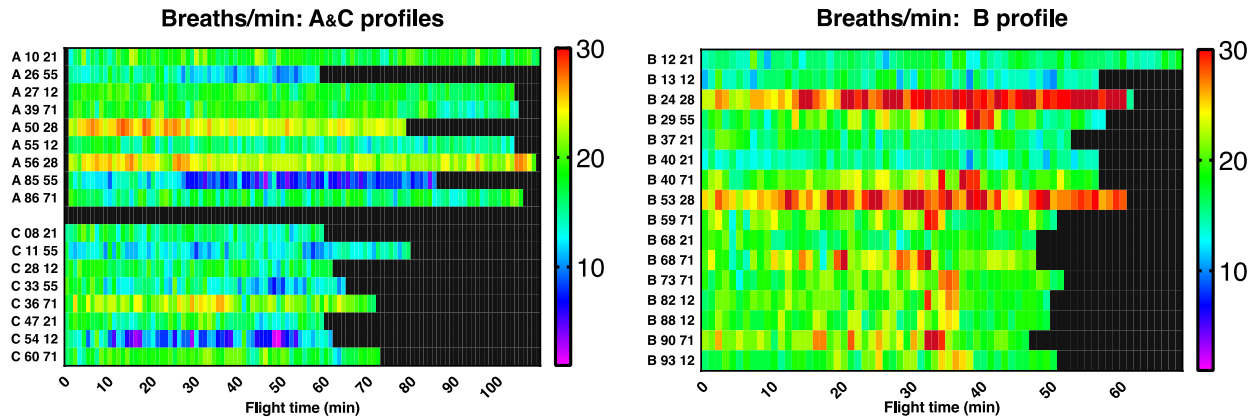 Breaths/min: A&C profiles
A 10 21
A 26 55
A 27 12
A 39 71
A 50 28
A 55 12
A 56 28
A 85 55
A 86 71
C 08 21
C 11 55
C 28 12
C 33 55
C 36 71
C 47 21
C 54 12
C 60 71
0 10 20 30 40 50 60 70 80 90 100
Flight time (min)
30
20
10
Breaths/min: B profile
B 12 21
B 13 12
B 24 28
B 29 55
B 37 21
B 40 21
B 40 71
B 53 28
B 59 71
B 68 21
B 68 71
B 73 71
B 82 12
B 88 12
B 90 71
B 93 12
0 10 20 30 40 50 60
Flight time (min)
30
20
10